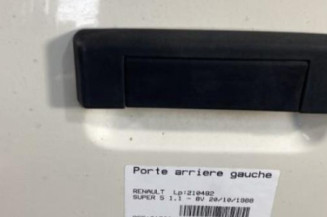 Porte arriere gauche
RENAULT Lp:210492
SUPER 5 1.1 - 8V 20/10/1988